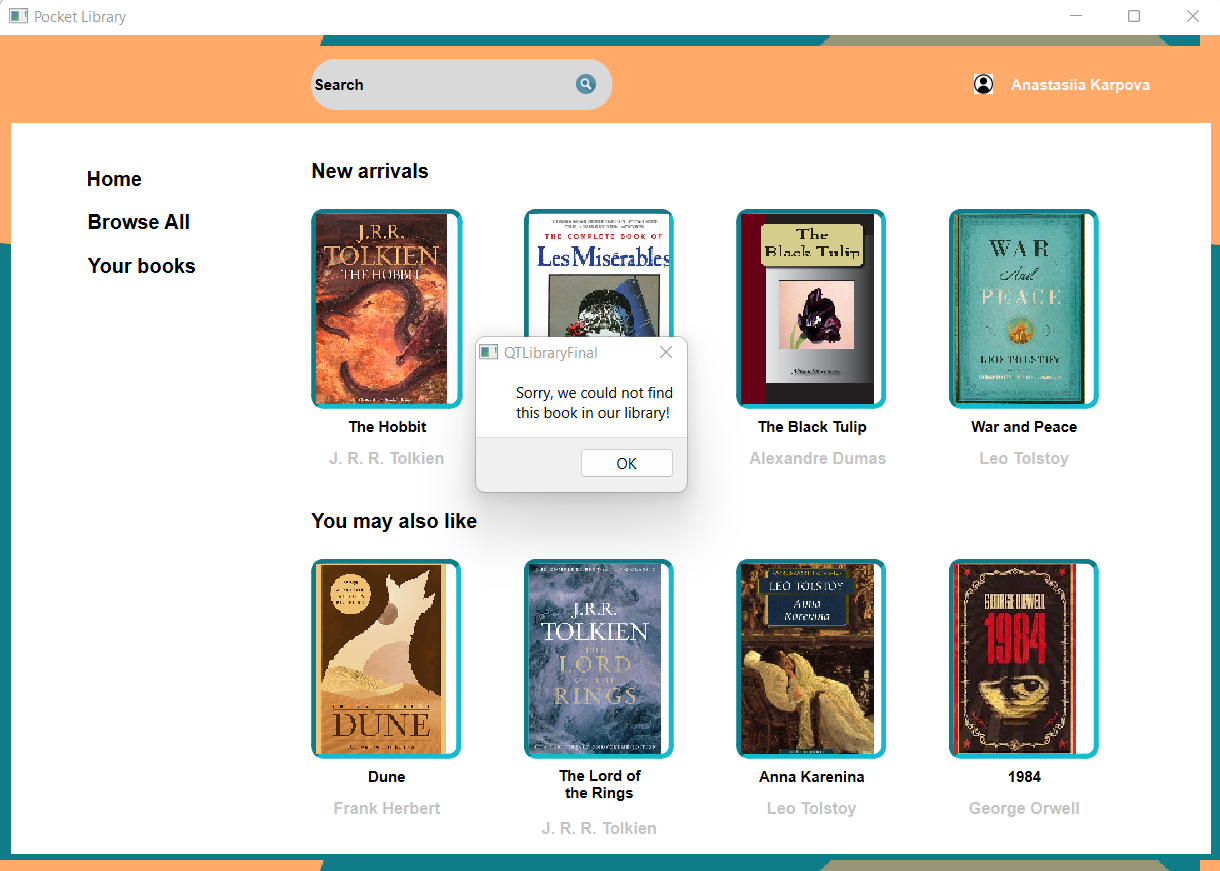 Pocket Library
Search
Anastasiia Karpova
Home
Browse All
Your books
New arrivals
J.R.R.
TOLKIEN
THE HOBBIT
THE COMPLETE BOOK OF
Les Misérables
The
Black Tulip
WAR
And
PEACE
LEO TOLSTOY
QTLibraryFinal
Sorry, we could not find
this book in our library!
OK
The Hobbit
The Black Tulip
War and Peace
J. R. R. Tolkien
Alexandre Dumas
Leo Tolstoy
You may also like
DUNE
J.R.R.
TOLKIEN
THE
LORD
OF THE
RINGS
LEO TOLSTOY
Anna
Karenina
GEORGE ORWELL
1984
Dune
The Lord of
the Rings
Anna Karenina
1984
Frank Herbert
J. R. R. Tolkien
Leo Tolstoy
George Orwell